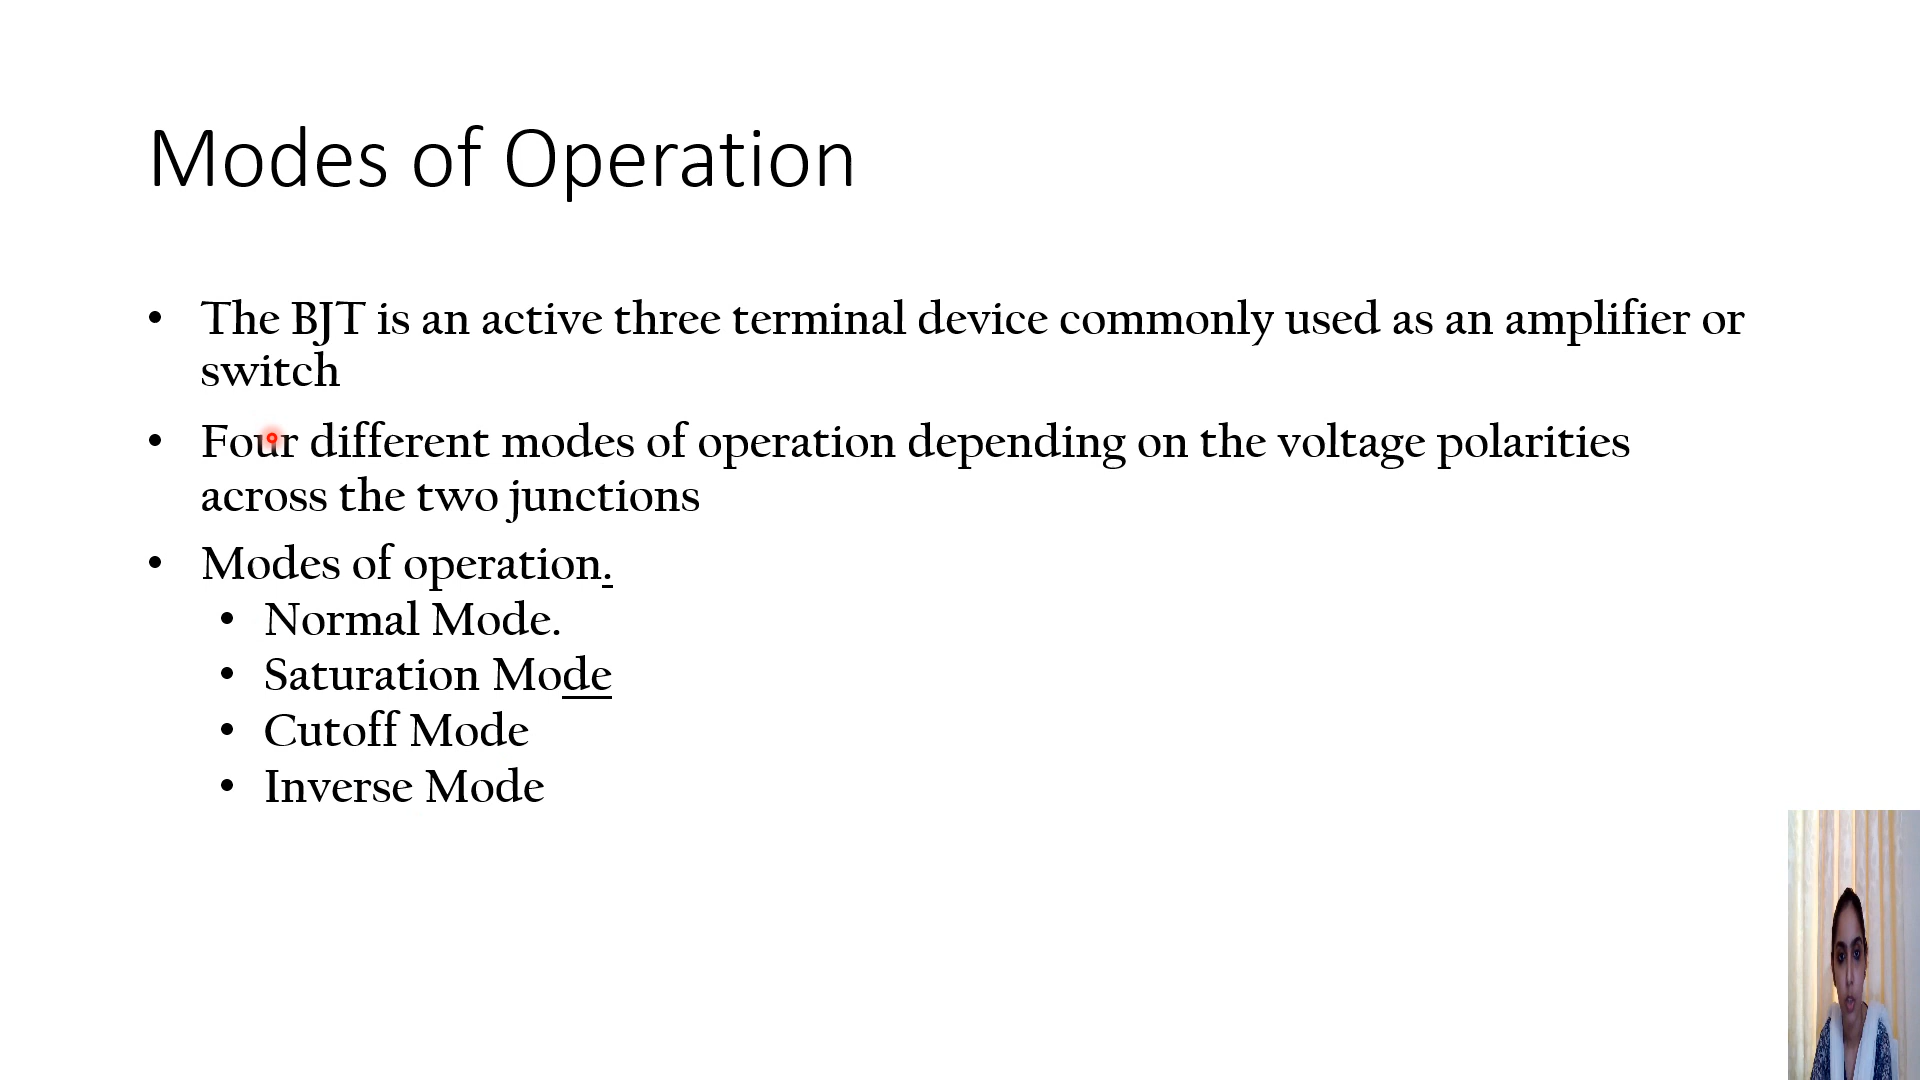 Modes of Operation
• The BJT is an active three terminal device commonly used as an amplifier or
switch
• Four different modes of operation depending on the voltage polarities
across the two junctions
• Modes of operation.
• Normal Mode.
• Saturation Mode
• Cutoff Mode
• Inverse Mode